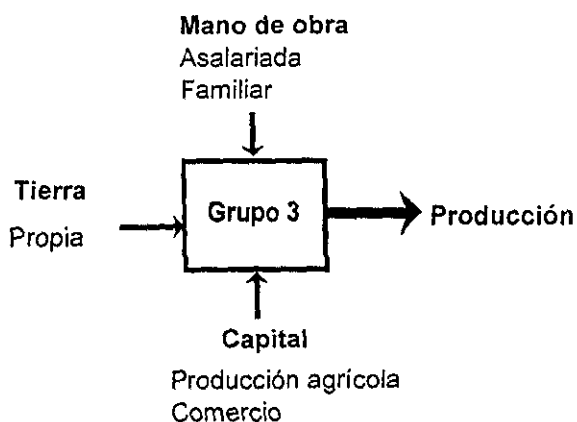 Mano de obra
Asalariada
Familiar
Tierra
Propia
Grupo 3
Producción
Capital
Producción agrícola
Comercio